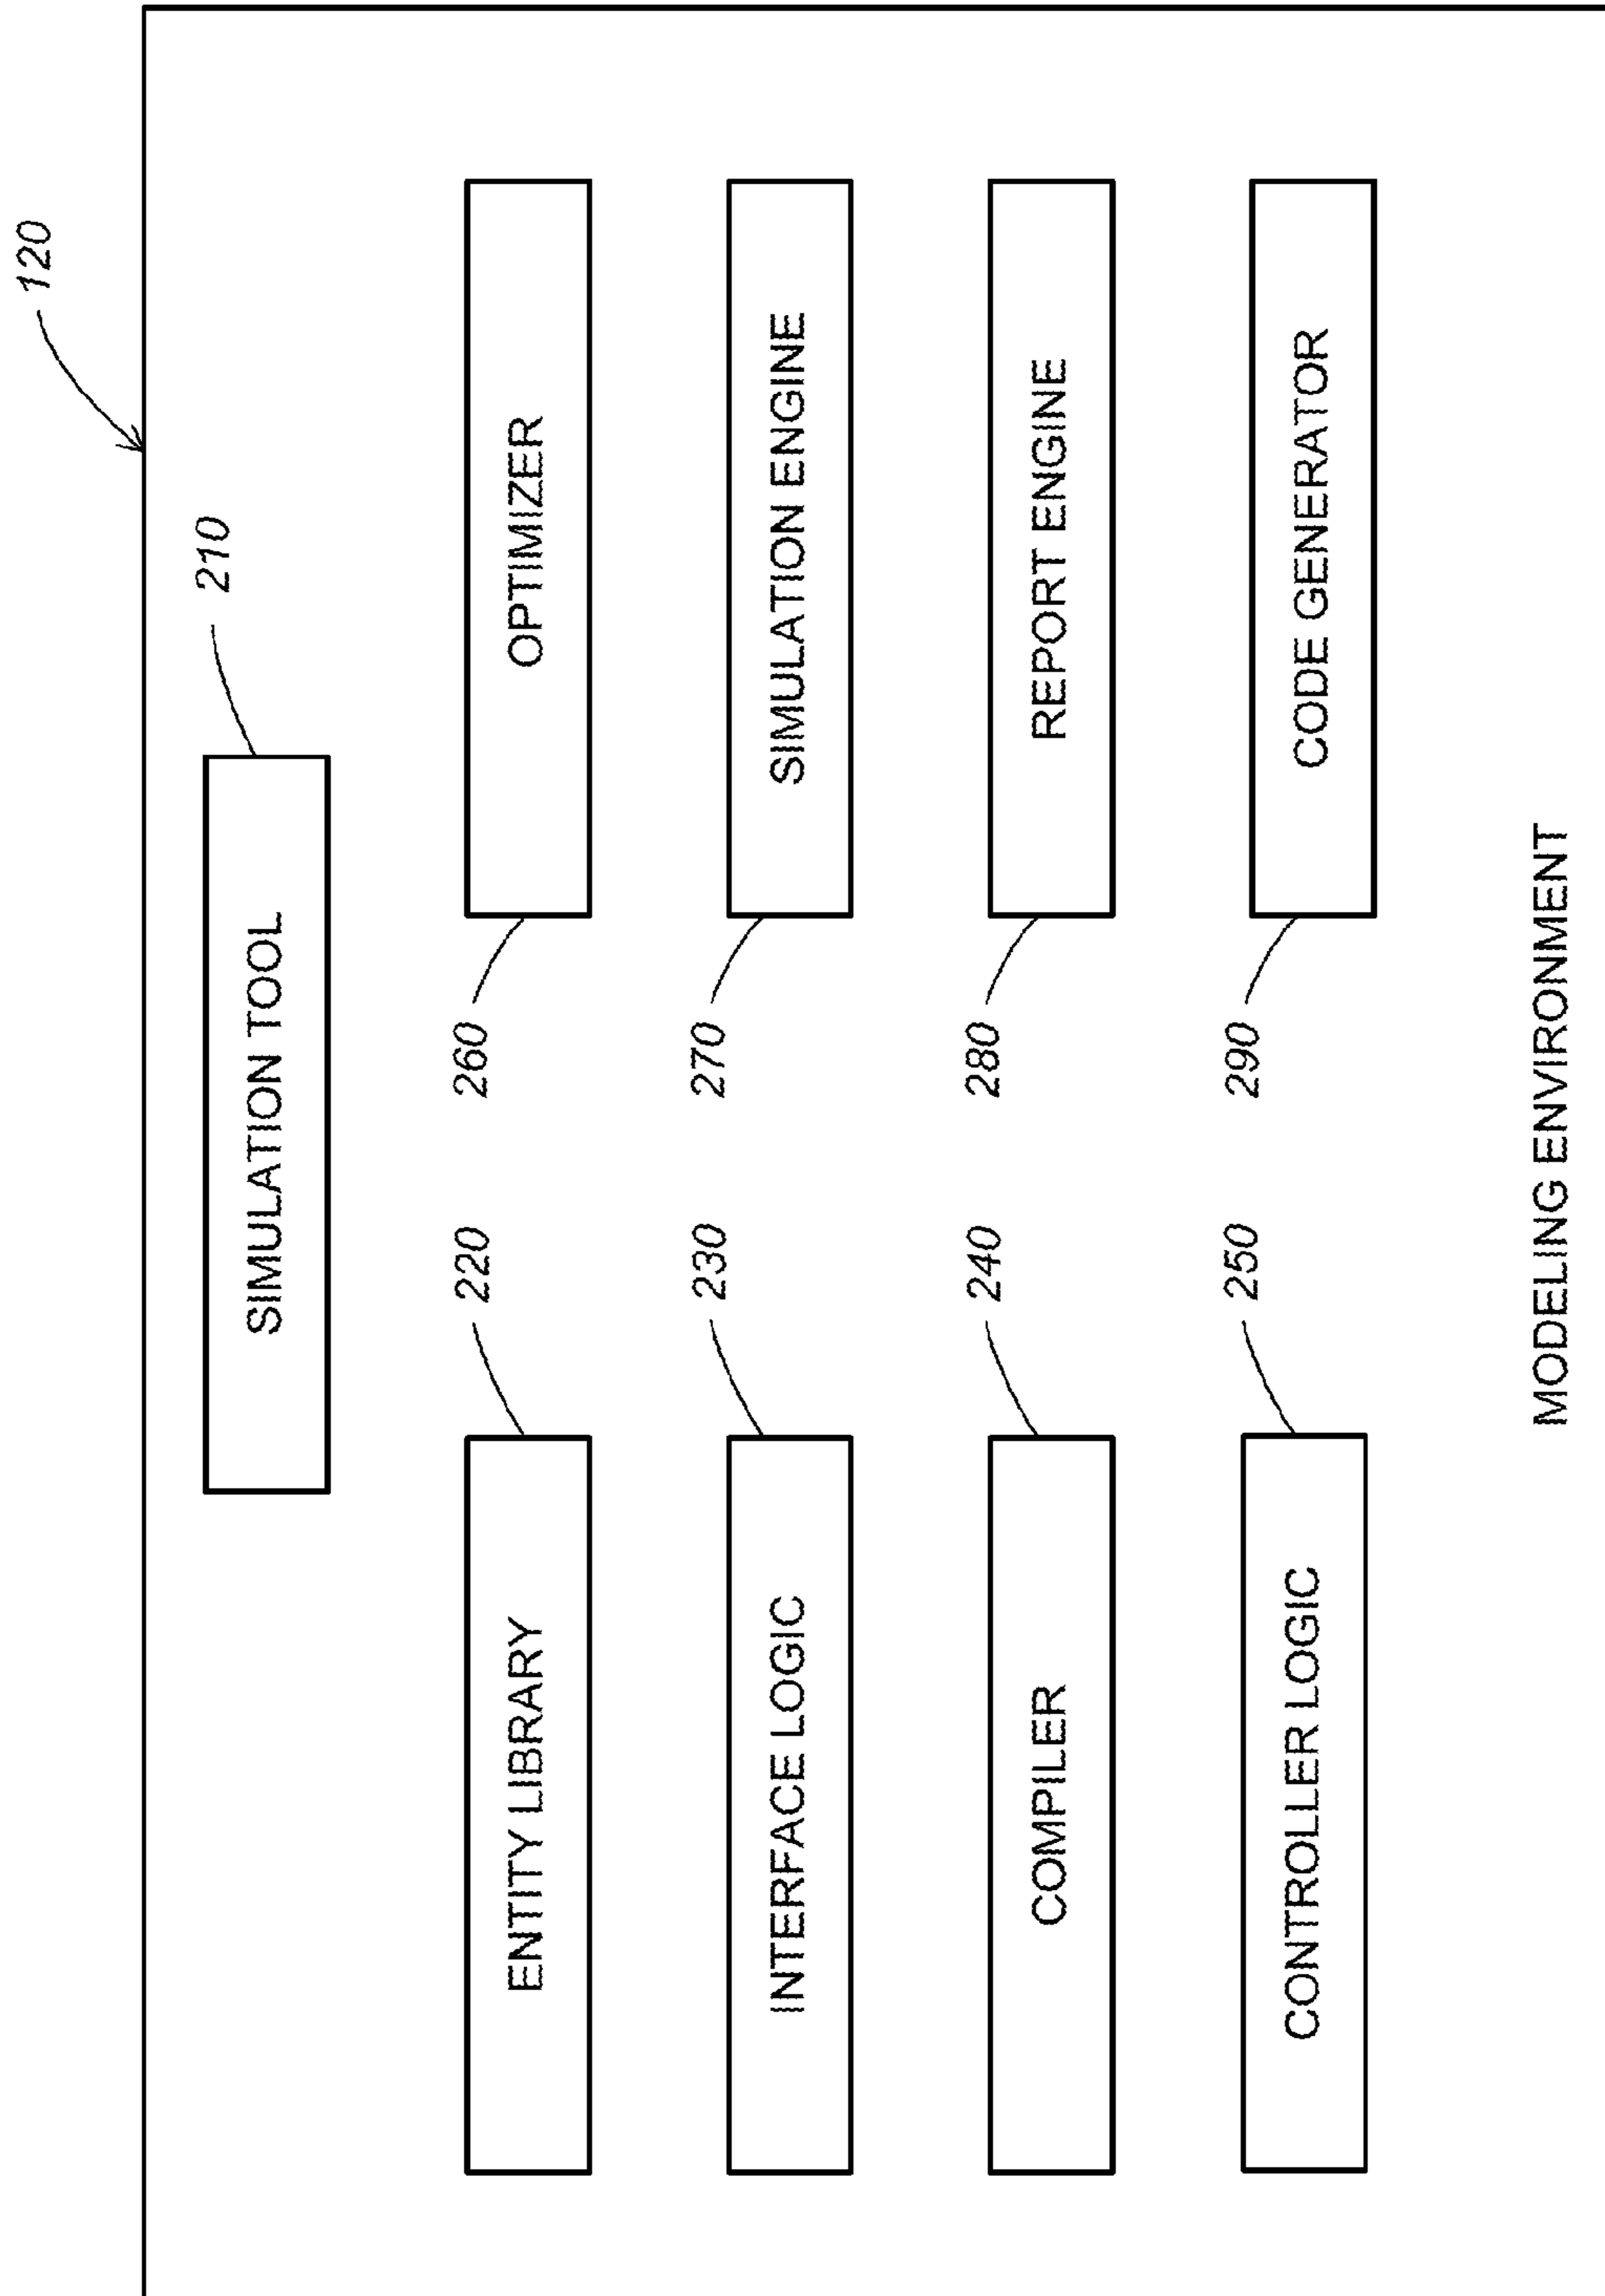 120
210
SIMULATION TOOL
220
ENTITY LIBRARY
260
OPTIMIZER
230
INTERFACE LOGIC
270
SIMULATION ENGINE
240
COMPILER
280
REPORT ENGINE
250
CONTROLLER LOGIC
290
CODE GENERATOR
MODELING ENVIRONMENT